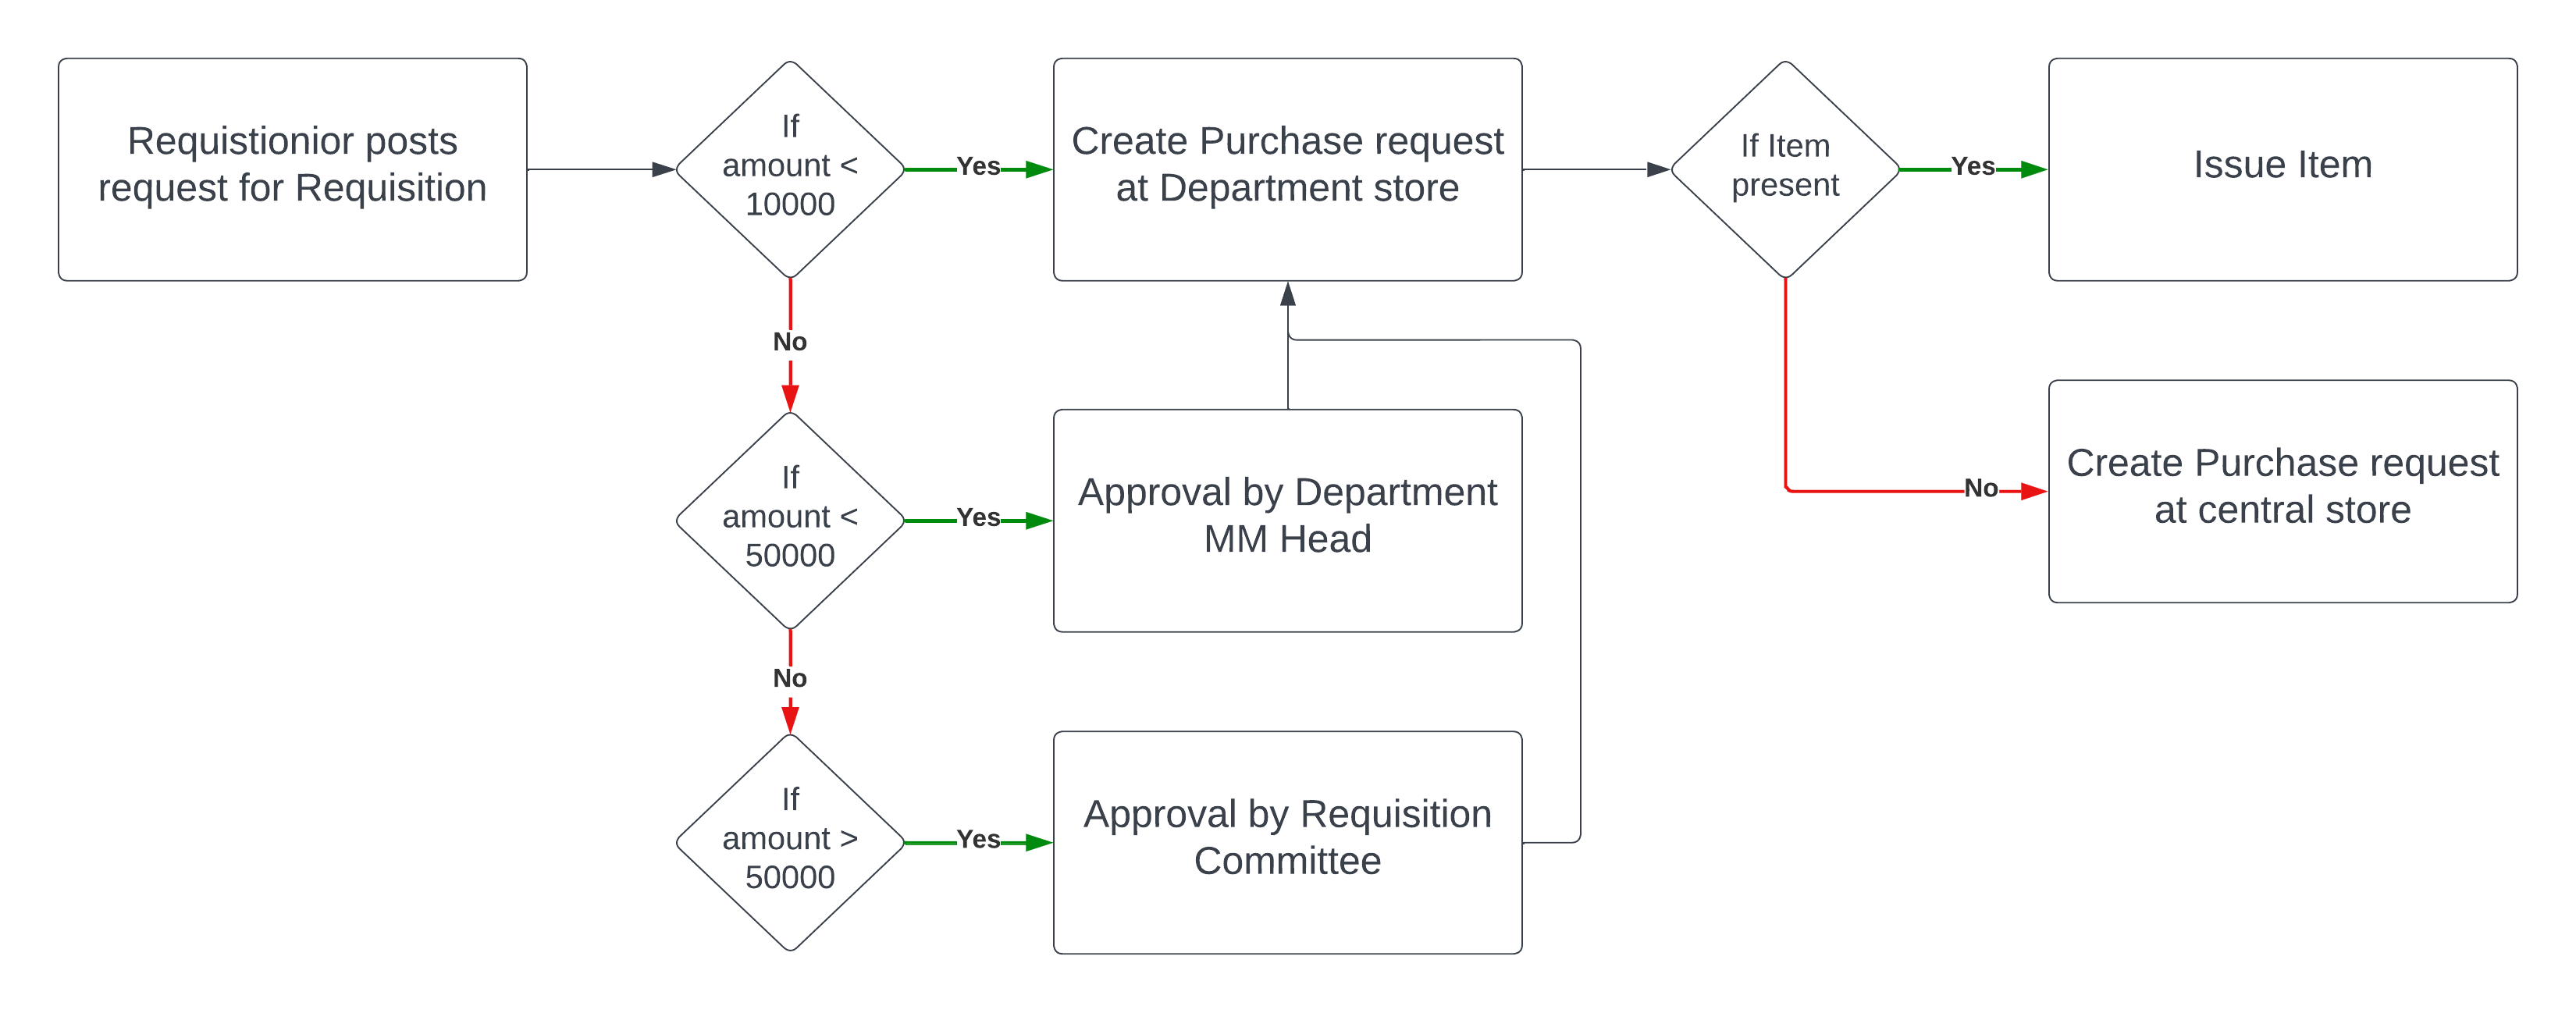 Requistionior posts
request for Requisition
If
amount <
10000
Yes
Create Purchase request
at Department store
If Item
present
Yes
Issue Item
No
If
amount <
50000
Yes
Approval by Department
MM Head
No
Create Purchase request
at central store
No
If
amount >
50000
Yes
Approval by Requisition
Committee